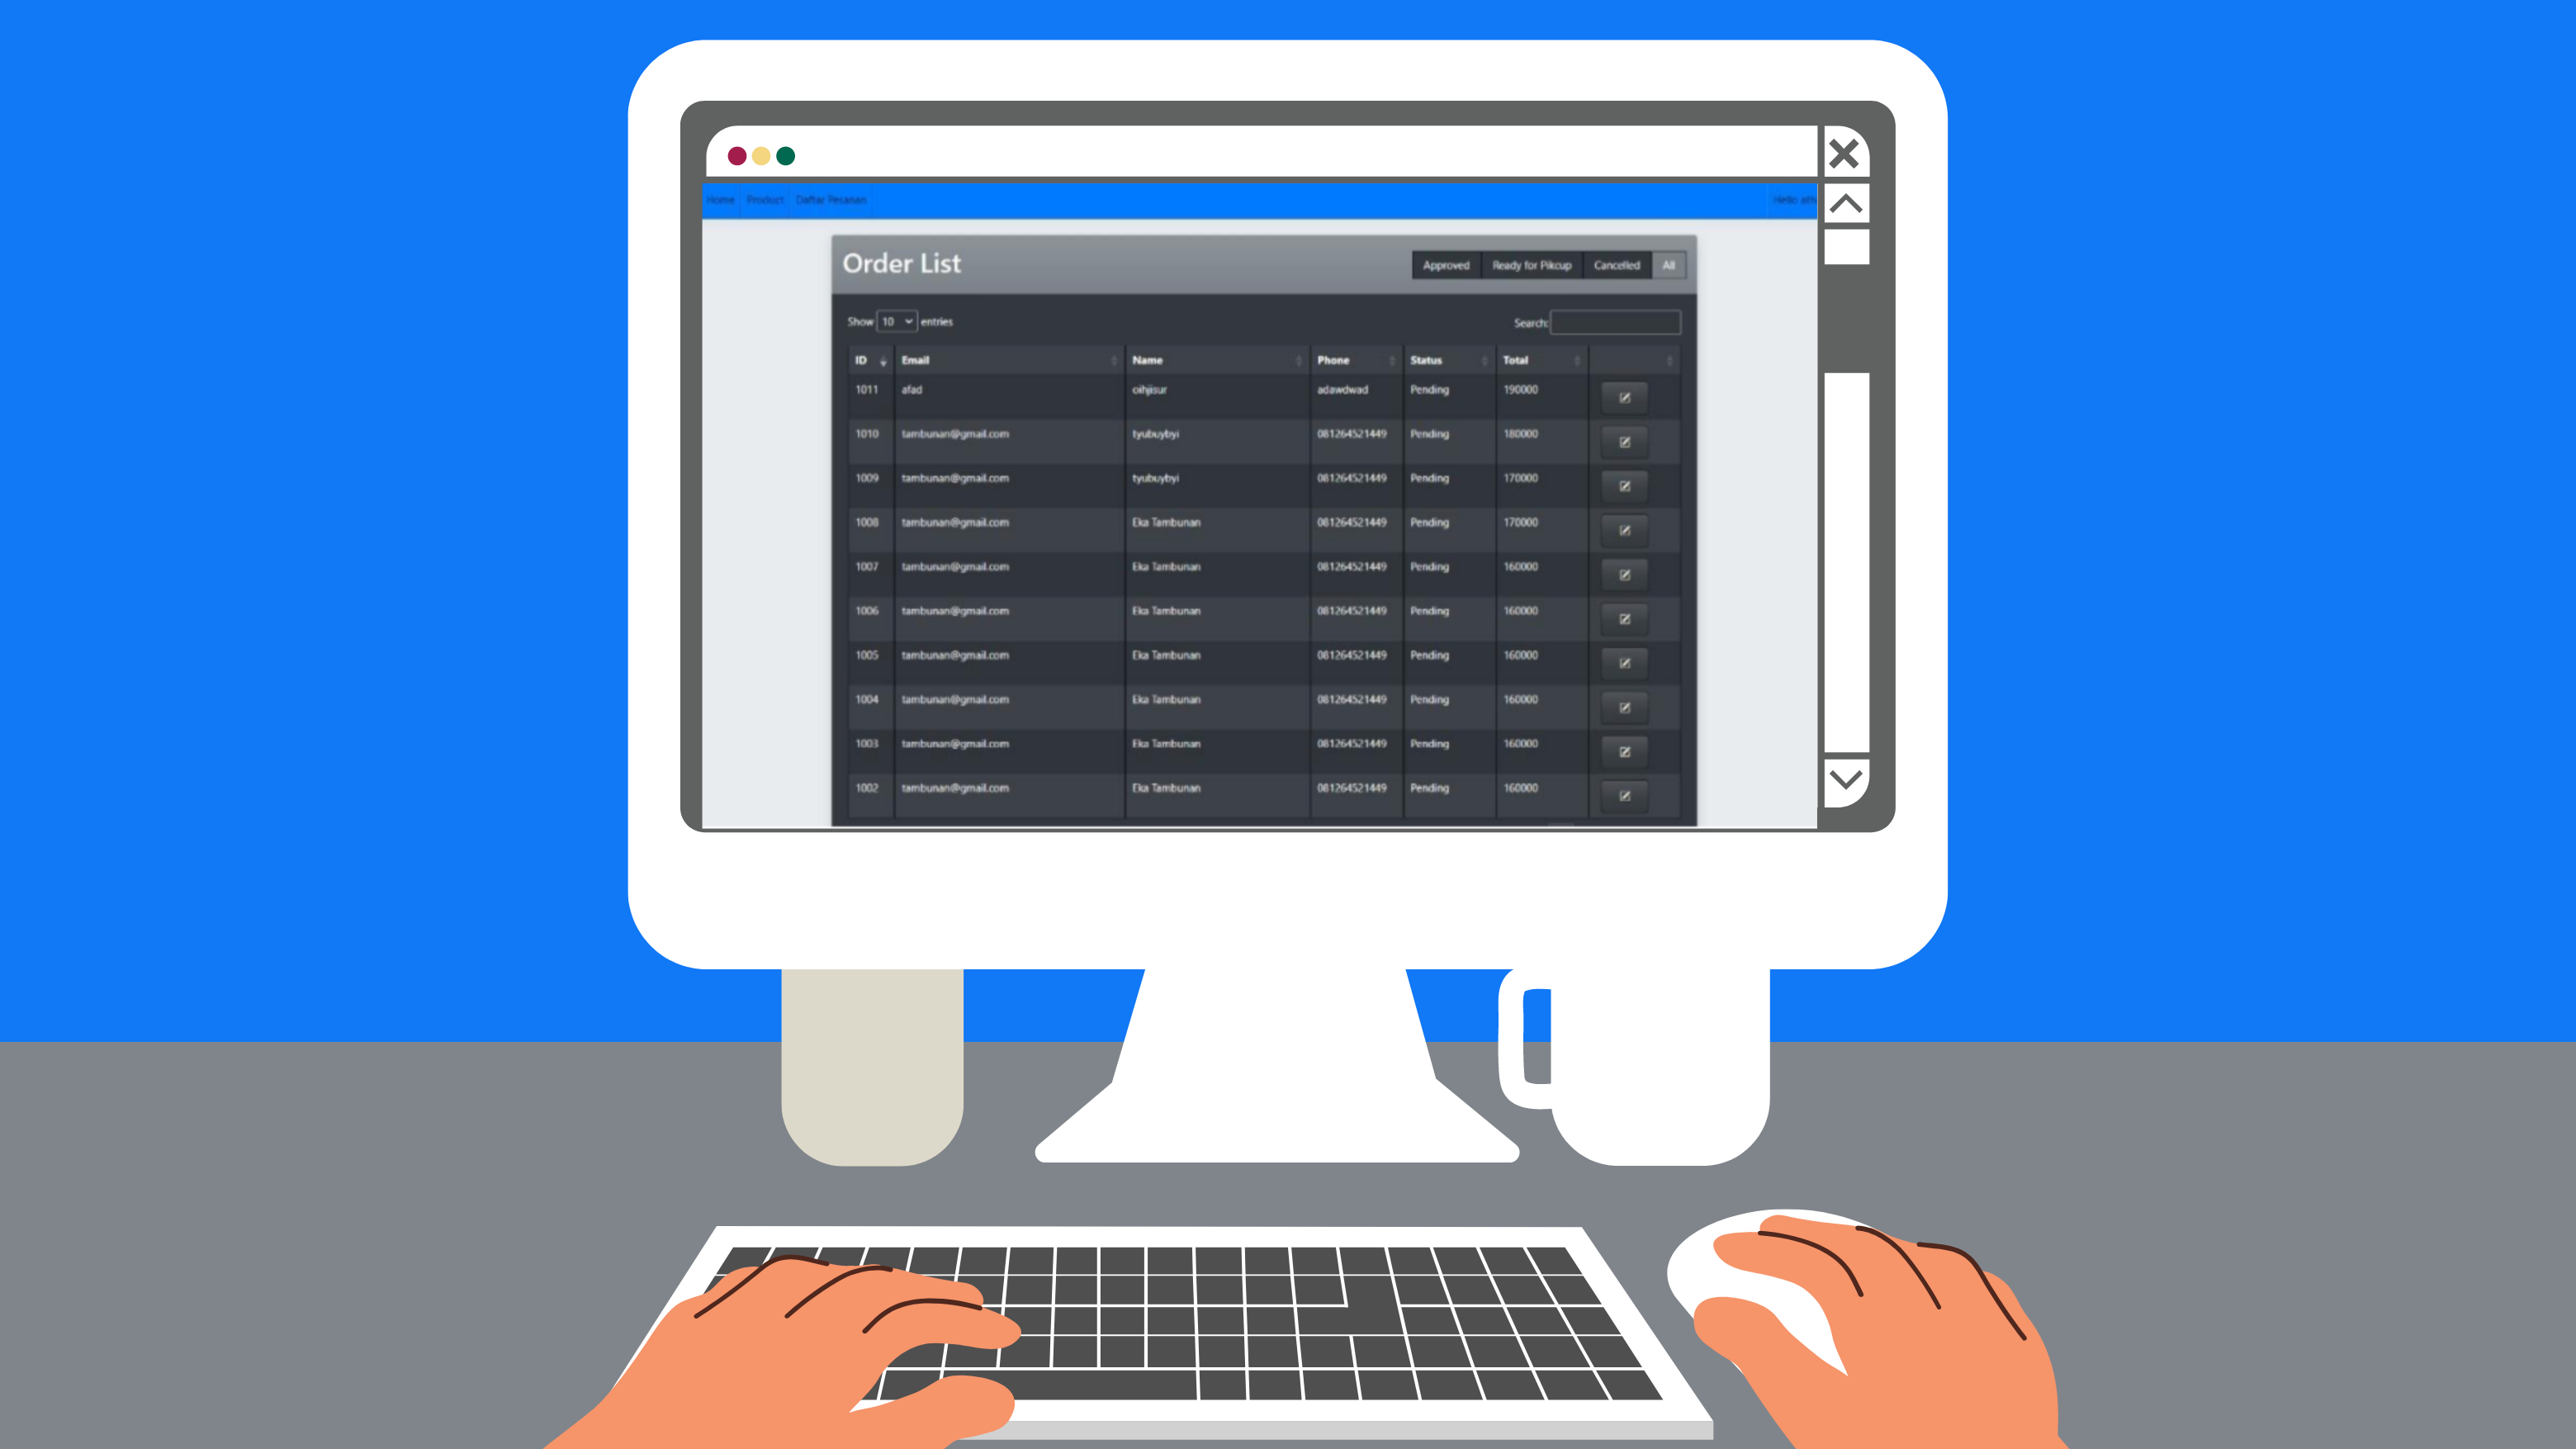 Home Product Daftar Pesanan Hello ath
Order List Approved Ready for Pikcup Cancelled All
Show 10 entries Search:
ID Email Name Phone Status Total
1011 afad oihjisur adawdwad Pending 190000
1010 tambunan@gmail.com tyubuybyi 081264521449 Pending 180000
1009 tambunan@gmail.com tyubuybyi 081264521449 Pending 170000
1008 tambunan@gmail.com Eka Tambunan 081264521449 Pending 170000
1007 tambunan@gmail.com Eka Tambunan 081264521449 Pending 160000
1006 tambunan@gmail.com Eka Tambunan 081264521449 Pending 160000
1005 tambunan@gmail.com Eka Tambunan 081264521449 Pending 160000
1004 tambunan@gmail.com Eka Tambunan 081264521449 Pending 160000
1003 tambunan@gmail.com Eka Tambunan 081264521449 Pending 160000
1002 tambunan@gmail.com Eka Tambunan 081264521449 Pending 160000